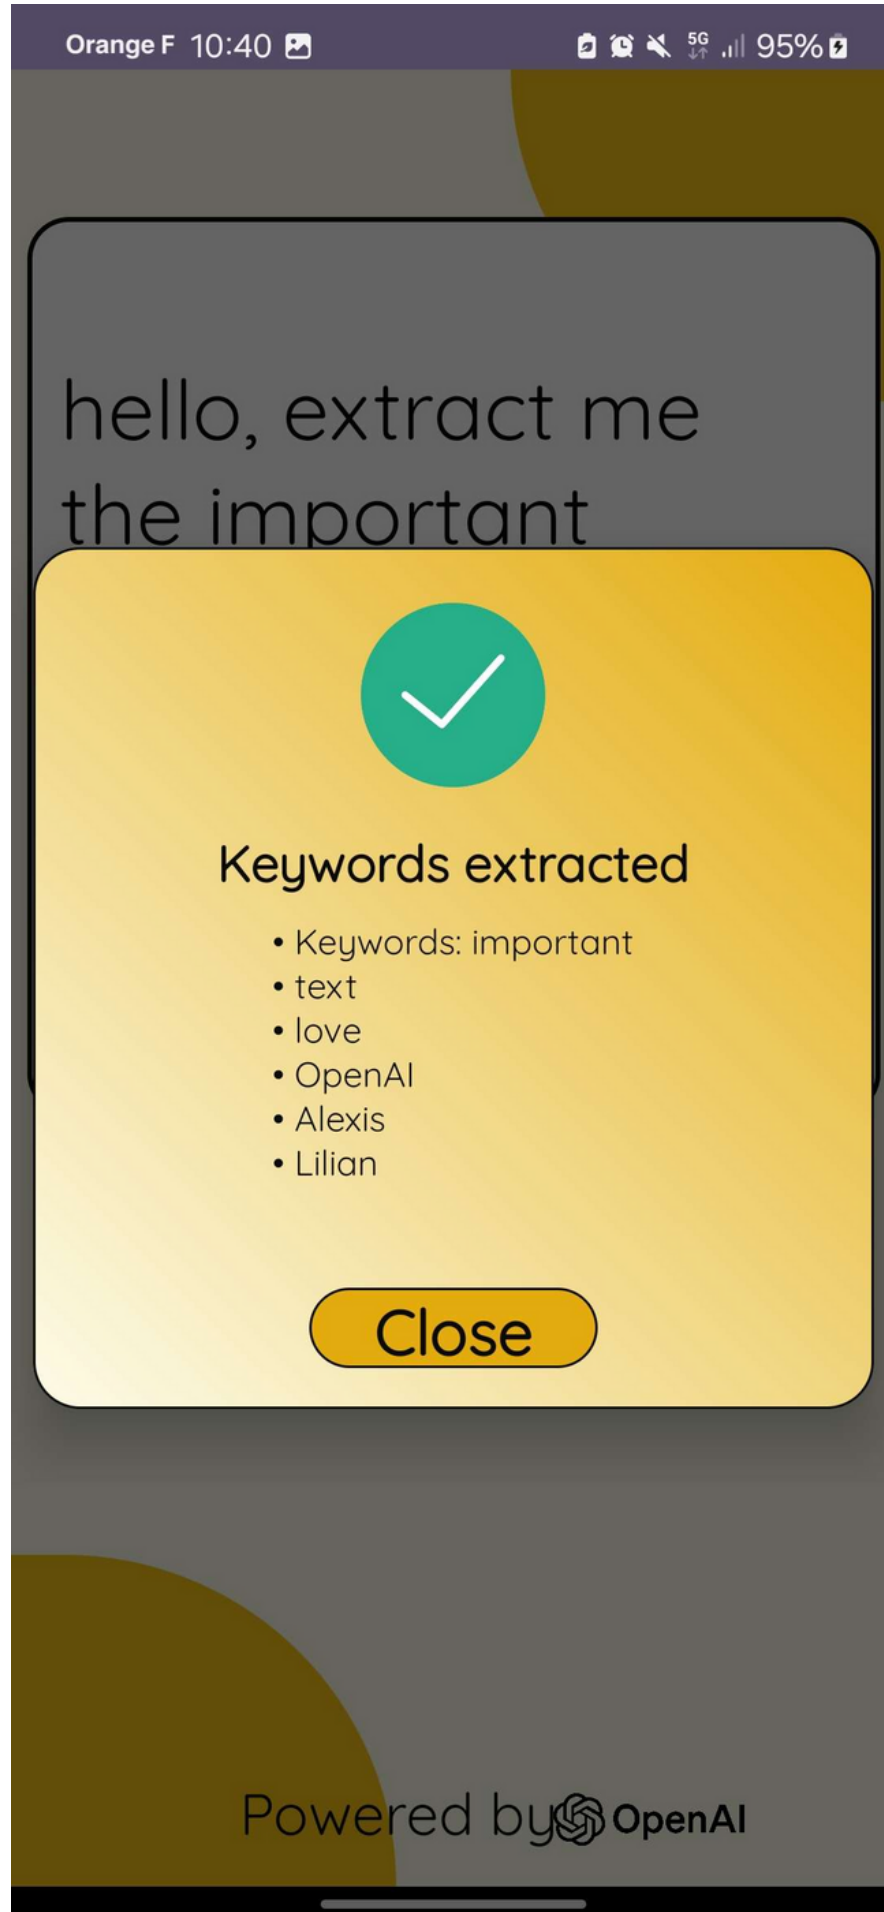 Orange F 10:40 5G 95%
hello, extract me
the important
Keywords extracted
• Keywords: important
• text
• love
• OpenAI
• Alexis
• Lilian
Close
Powered by OpenAI